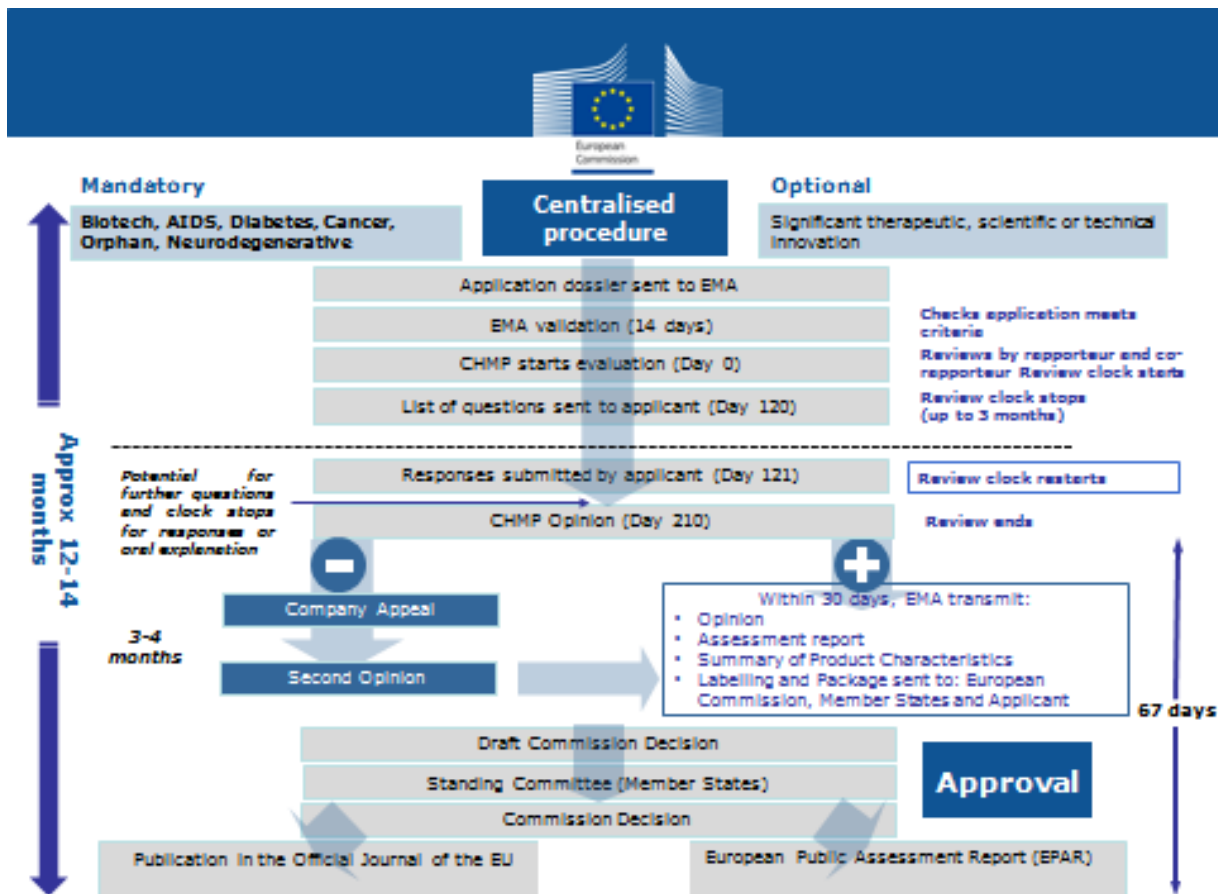 European
Commission
Mandatory
Centralised
procedure
Optional
Biotech, AIDS, Diabetes, Cancer,
Orphan, Neurodegenerative
Significant therapeutic, scientific or technical
innovation
Application dossier sent to EMA
EMA validation (14 days)
Checks application meets
criteria
CHMP starts evaluation (Day 0)
Reviews by rapporteur and co-
rapporteur Review clock starts
List of questions sent to applicant (Day 120)
Review clock stops
(up to 3 months)
Approx 12-14
months
Potential for
further questions
and clock stops
for responses or
oral explanation
Responses submitted by applicant (Day 121)
Review clock restarts
CHMP Opinion (Day 210)
Review ends
-
+
Company Appeal
3-4
months
Second Opinion
Within 30 days, EMA transmit:
• Opinion
• Assessment report
• Summary of Product Characteristics
• Labelling and Package sent to: European
Commission, Member States and Applicant
67 days
Draft Commission Decision
Standing Committee (Member States)
Commission Decision
Approval
Publication in the Official Journal of the EU
European Public Assessment Report (EPAR)